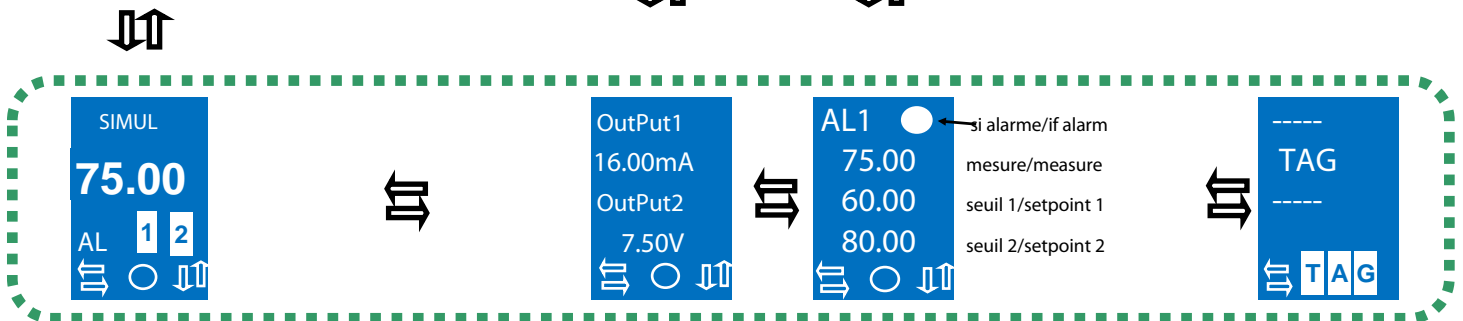 SIMUL
75.00
AL 1 2
OutPut1
16.00mA
OutPut2
7.50V
AL1 si alarme/if alarm
75.00 mesure/measure
60.00 seuil 1/setpoint 1
80.00 seuil 2/setpoint 2
-----
TAG
-----
T A G